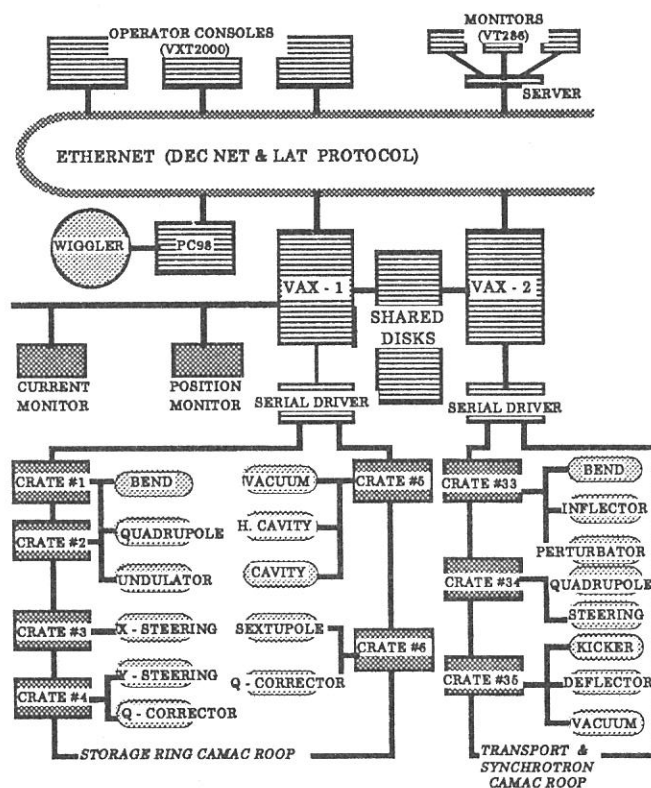 OPERATOR CONSOLES
(VXT2000)
MONITORS
(VT286)
SERVER
ETHERNET (DEC NET & LAT PROTOCOL)
WIGGLER
PC98
VAX - 1
SHARED
DISKS
VAX - 2
CURRENT
MONITOR
POSITION
MONITOR
SERIAL DRIVER
SERIAL DRIVER
CRATE #1
BEND
QUADRUPOLE
CRATE #2
UNDULATOR
CRATE #3
X - STEERING
Y - STEERING
CRATE #4
Q - CORRECTOR
VACUUM
CRATE #5
H. CAVITY
CAVITY
SEXTUPOLE
CRATE #6
Q - CORRECTOR
STORAGE RING CAMAC ROOP
CRATE #33
BEND
INFLECTOR
PERTURBATOR
CRATE #34
QUADRUPOLE
STEERING
KICKER
CRATE #35
DEFLECTOR
VACUUM
TRANSPORT &
SYNCHROTRON
CAMAC ROOP